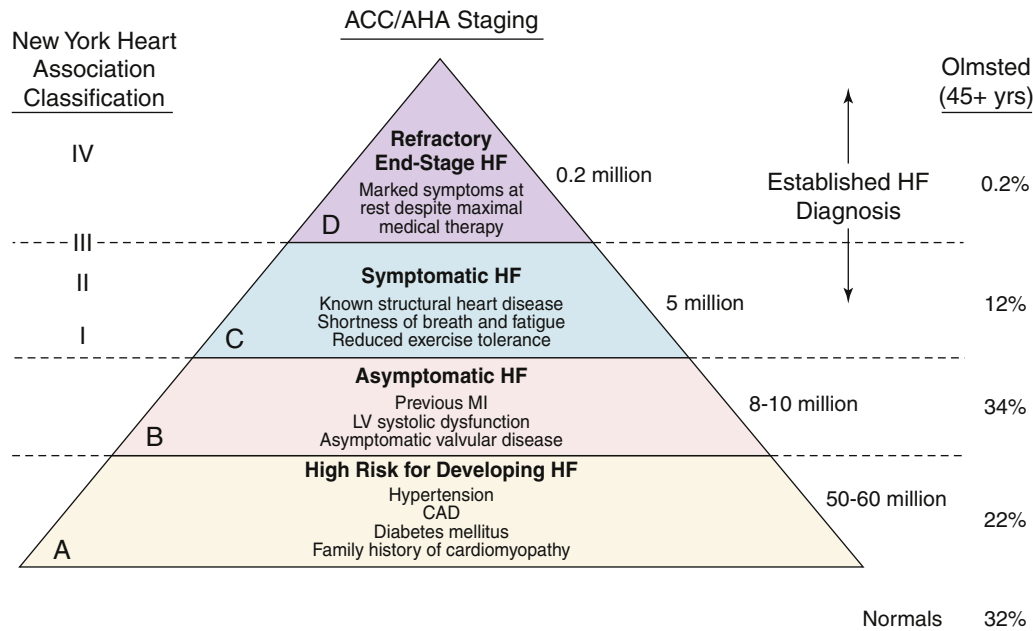 ACC/AHA Staging
New York Heart
Association
Classification
Olmsted
(45+ yrs)
IV
III
II
I
Refractory
End-Stage HF
Marked symptoms at
rest despite maximal
medical therapy
D
0.2 million
Established HF
Diagnosis
0.2%
Symptomatic HF
Known structural heart disease
Shortness of breath and fatigue
Reduced exercise tolerance
C
5 million
12%
Asymptomatic HF
Previous MI
LV systolic dysfunction
Asymptomatic valvular disease
B
8-10 million
34%
High Risk for Developing HF
Hypertension
CAD
Diabetes mellitus
Family history of cardiomyopathy
A
50-60 million
22%
Normals 32%